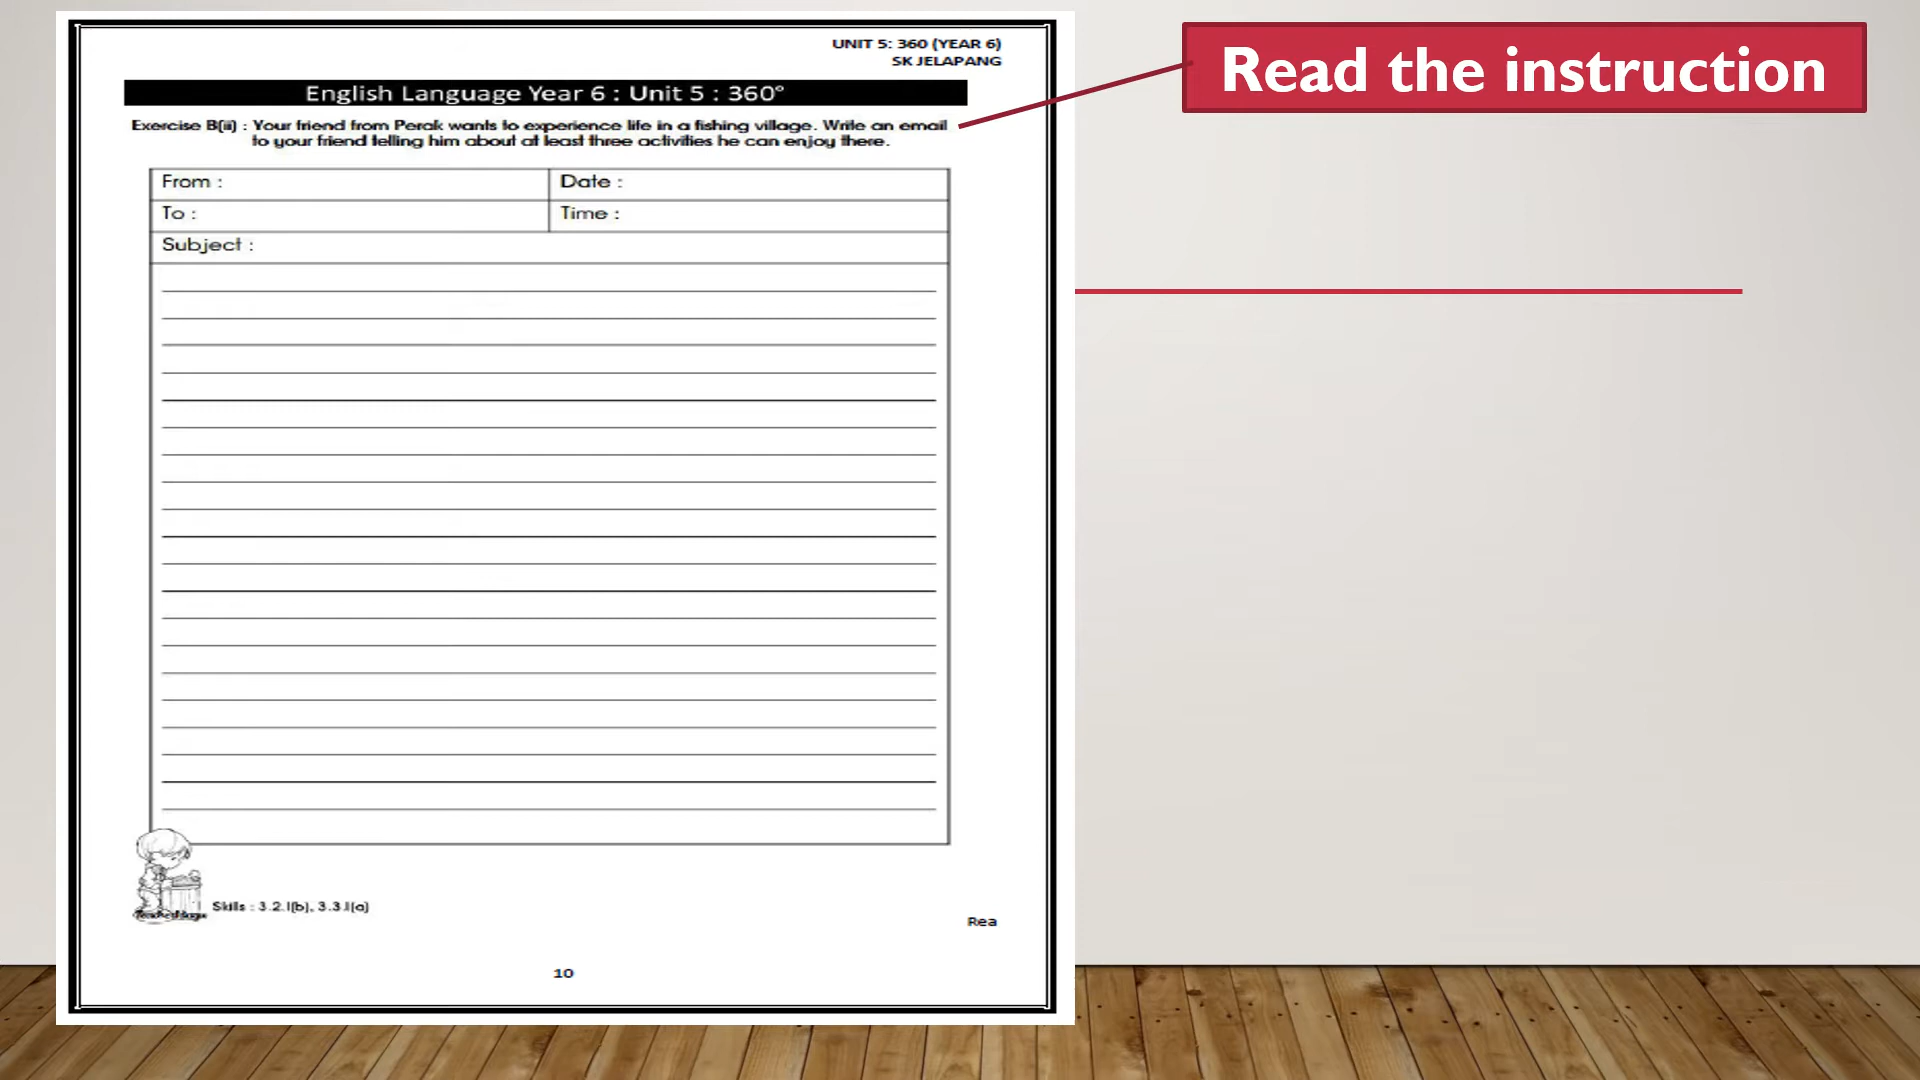 UNIT 5: 360 (YEAR 6)
SK JELAPANG
English Language Year 6 : Unit 5 : 360°
Exercise B(ii) : Your friend from Perak wants to experience life in a fishing village. Write an email
to your friend telling him about at least three activities he can enjoy there.
From :
Date :
To :
Time :
Subject :
Skills : 3.2.1(b), 3.3.1(a)
Rea
10
Read the instruction